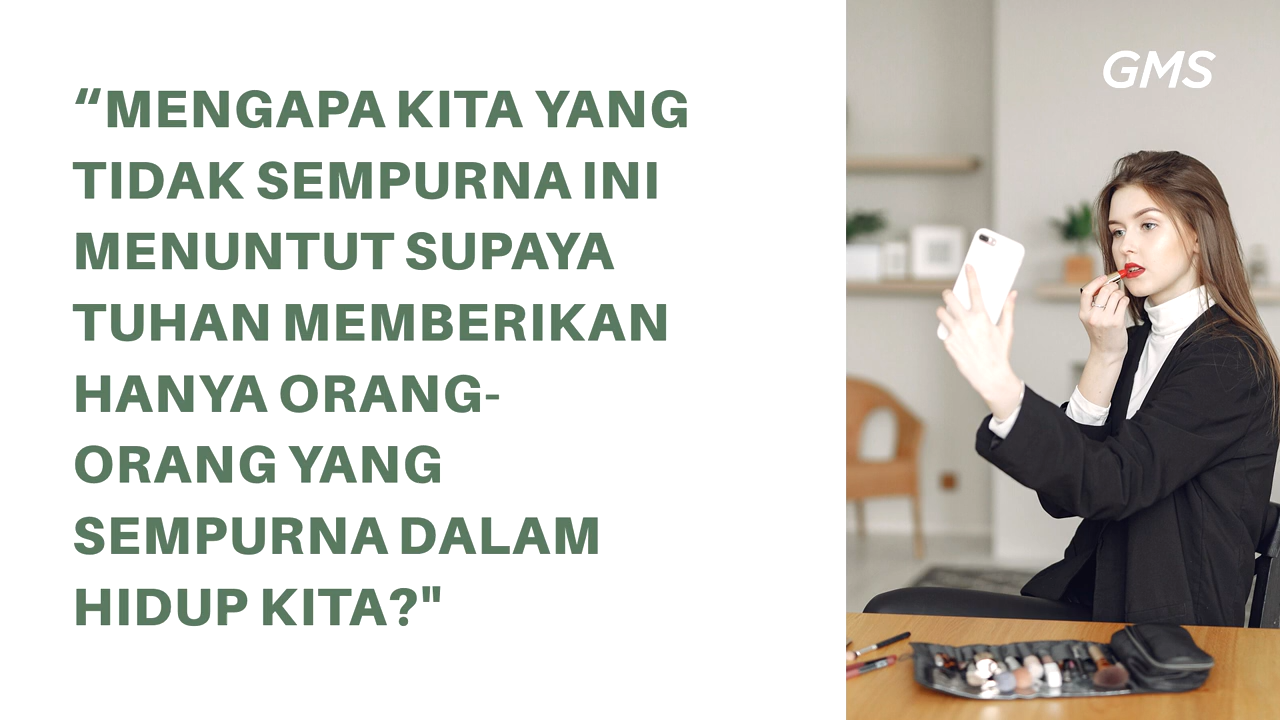 “MENGAPA KITA YANG
TIDAK SEMPURNA INI
MENUNTUT SUPAYA
TUHAN MEMBERIKAN
HANYA ORANG-
ORANG YANG
SEMPURNA DALAM
HIDUP KITA?"
GMS